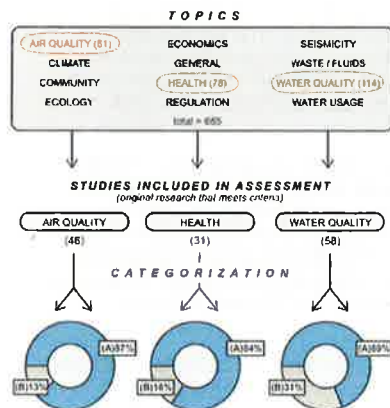 TOPICS
AIR QUALITY ECONOMICS SEISMICITY
CLIMATE GENERAL WASTE / FLUIDS
COMMUNITY HEALTH (78) WATER QUALITY (114)
ECOLOGY REGULATION WATER USAGE
total =
STUDIES INCLUDED IN ASSESSMENT
(original research that meets criteria)
AIR QUALITY HEALTH WATER QUALITY
(46) (31) (58)
CATEGORIZATION
(A)87% (A)84% (A)69%
(B)13% (B)16% (B)31%